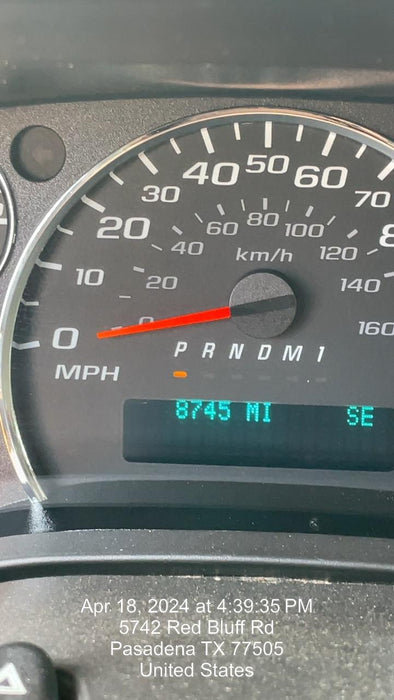 50
40 60
30 70
60 80 100
20 40 120
km/h
10 20 140
0 160
MPH P R N D M 1
8745 MI SE
Apr 18, 2024 at 4:39:35 PM
5742 Red Bluff Rd
Pasadena TX 77505
United States